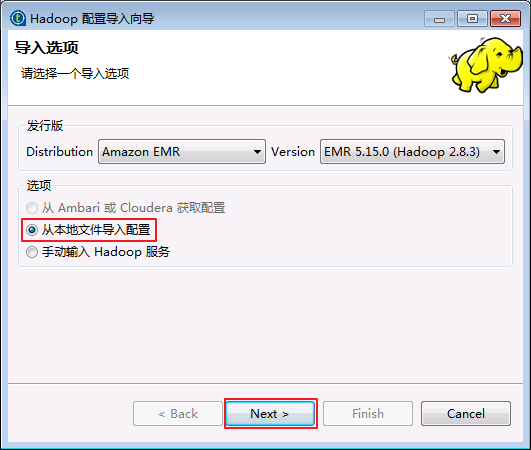 Hadoop 配置导入向导
导入选项
请选择一个导入选项
发行版
Distribution Amazon EMR Version EMR 5.15.0 (Hadoop 2.8.3)
选项
从 Ambari 或 Cloudera 获取配置
从本地文件导入配置
手动输入 Hadoop 服务
< Back Next > Finish Cancel